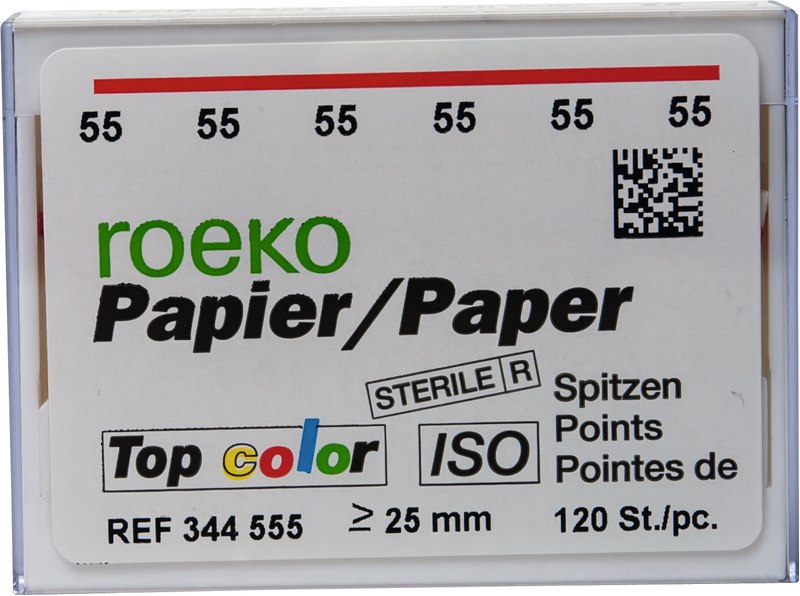 55 55 55 55 55 55
roeko
Papier/Paper
STERILE R
Spitzen
Points
Pointes de
Top color
ISO
REF 344 555
≥ 25 mm
120 St./pc.